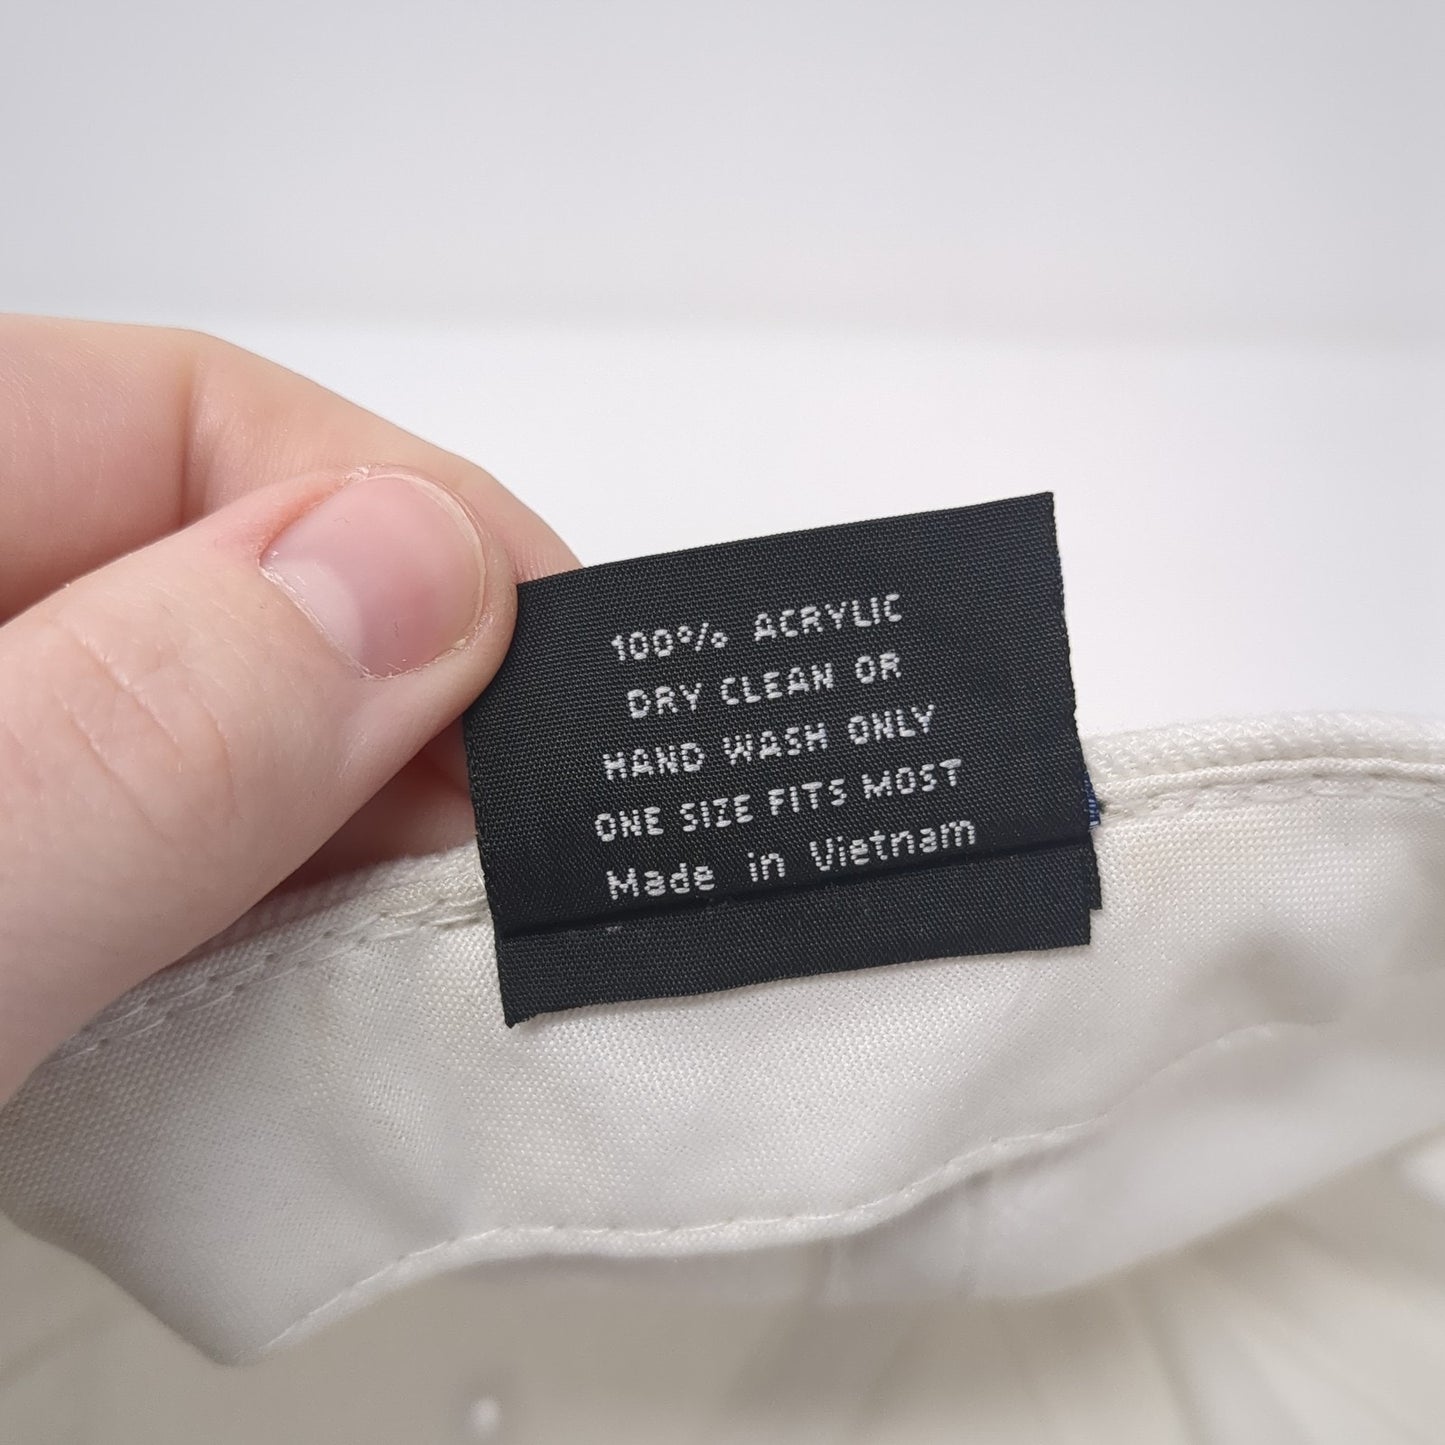 100% ACRYLIC
DRY CLEAN OR
HAND WASH ONLY
ONE SIZE FITS MOST
Made in Vietnam